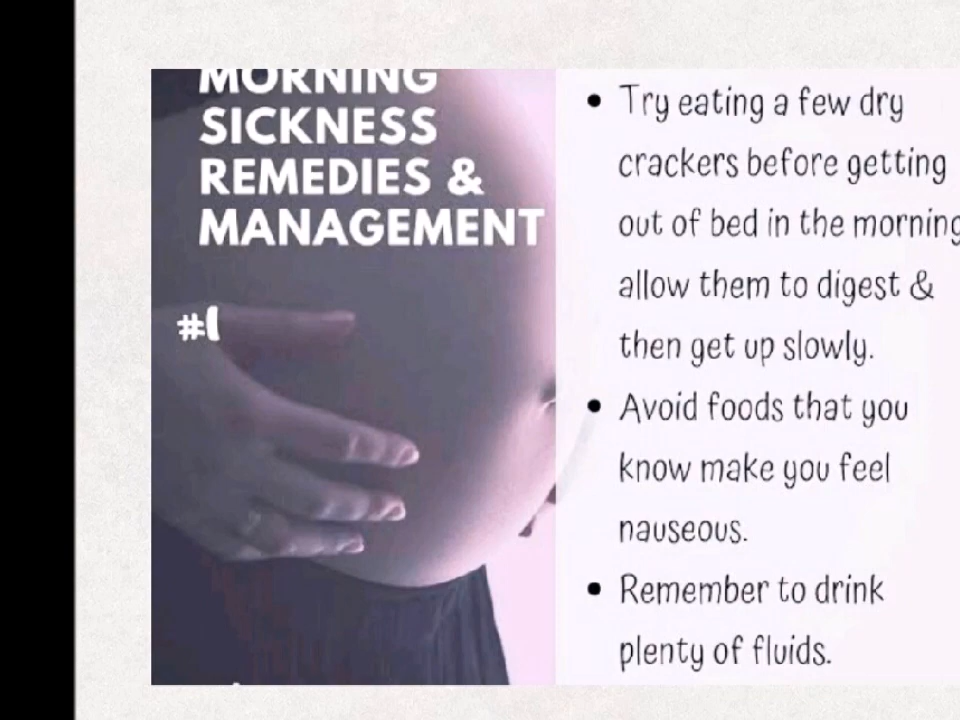 MORNING
SICKNESS
REMEDIES &
MANAGEMENT
#
• Try eating a few dry
crackers before getting
out of bed in the morning
allow them to digest &
then get up slowly.
• Avoid foods that you
know make you feel
nauseous.
• Remember to drink
plenty of fluids.